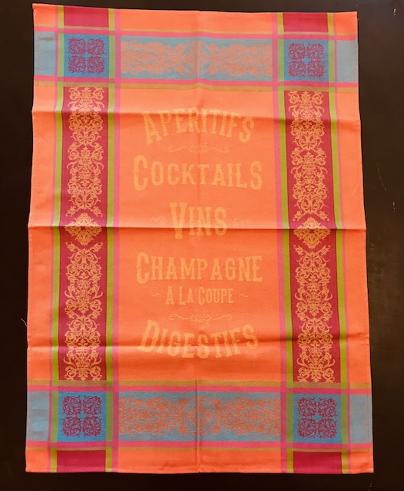 APERITIFS
COCKTAILS
VINS
CHAMPAGNE
~ A LA COUPE ~
DIGESTIFS